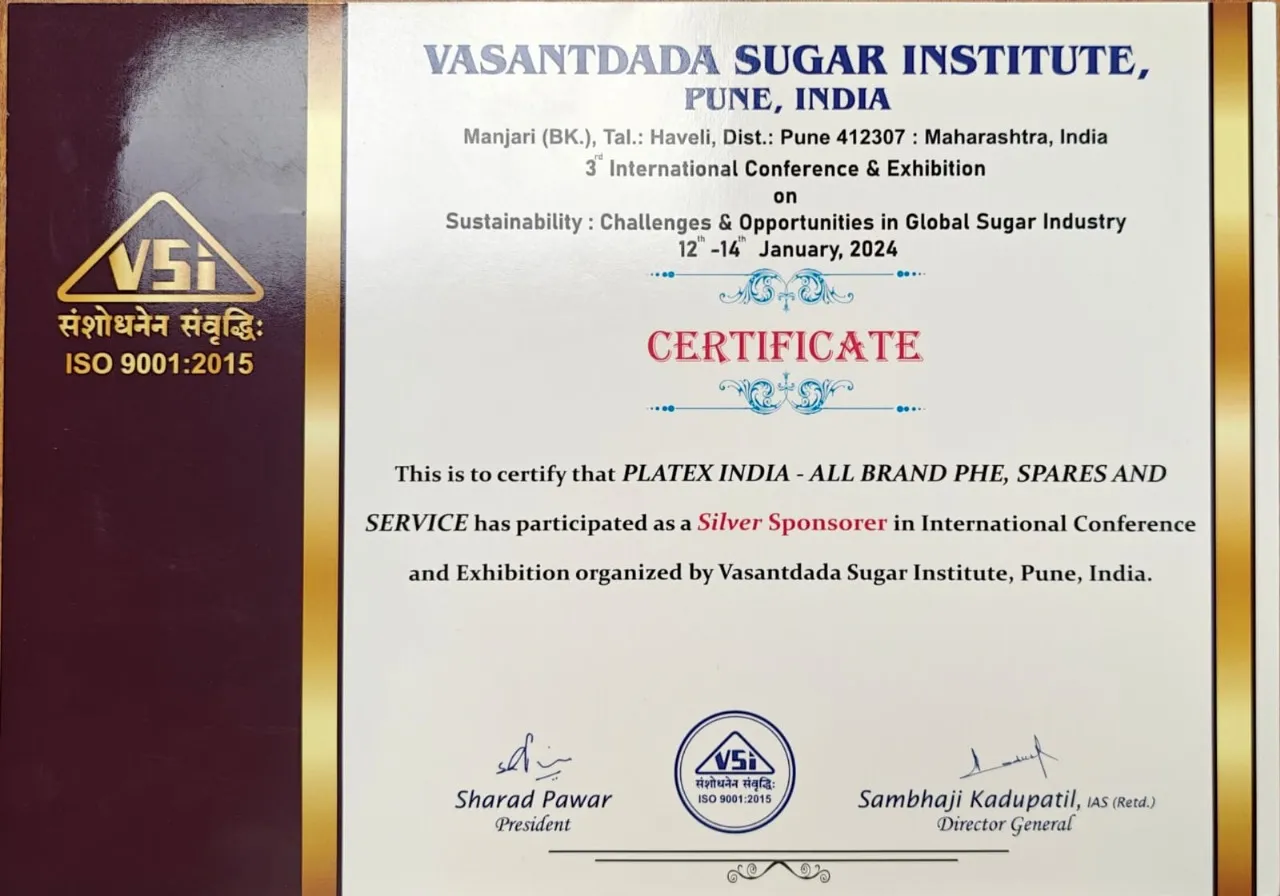 VSi
संशोधनेन संवृद्धिः
ISO 9001:2015
VASANTDADA SUGAR INSTITUTE,
PUNE, INDIA
Manjari (BK.), Tal.: Haveli, Dist.: Pune 412307 : Maharashtra, India
3rd International Conference & Exhibition
on
Sustainability : Challenges & Opportunities in Global Sugar Industry
12th -14th January, 2024
CERTIFICATE
This is to certify that PLATEX INDIA - ALL BRAND PHE, SPARES AND
SERVICE has participated as a Silver Sponsorer in International Conference
and Exhibition organized by Vasantdada Sugar Institute, Pune, India.
Sharad Pawar
President
VSi
संशोधनेन संवृद्धिः
ISO 9001:2015
Sambhaji Kadupatil, IAS (Retd.)
Director General